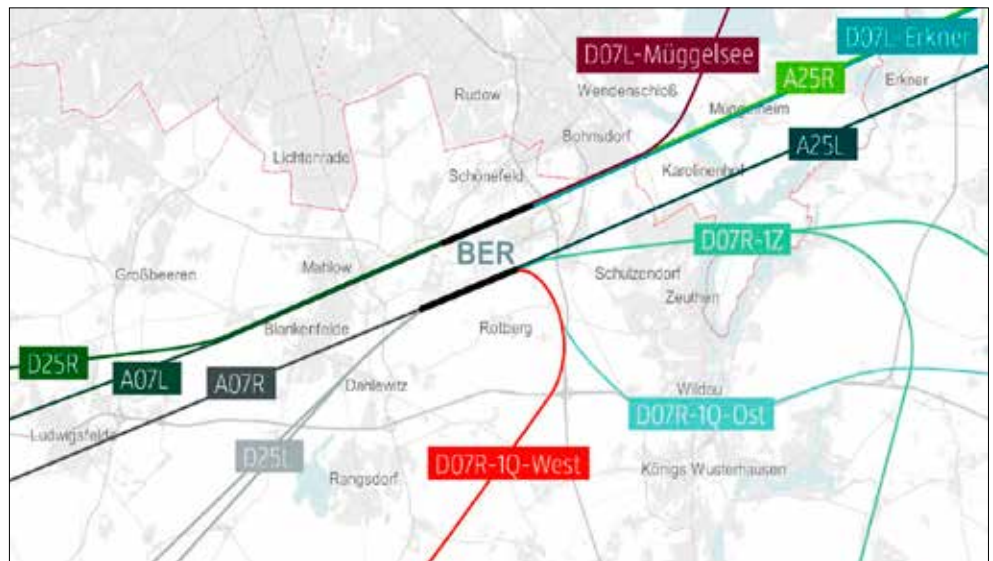 D07L-Müggelsee
D07L-Erkner
A25R
Erkner
Wendenschloß
Müggelheim
Rudow
Bohnsdorf
A25L
Lichtenrade
Schönefeld
Karolinenhof
BER
D07R-1Z
Großbeeren
Mahlow
Schulzendorf
Zeuthen
Blankenfelde
Rotberg
D25R
A07L
A07R
Dahlewitz
Wildau
D07R-1Q-Ost
Ludwigsfelde
D25L
D07R-1Q-West
Rangsdorf
Königs Wusterhausen